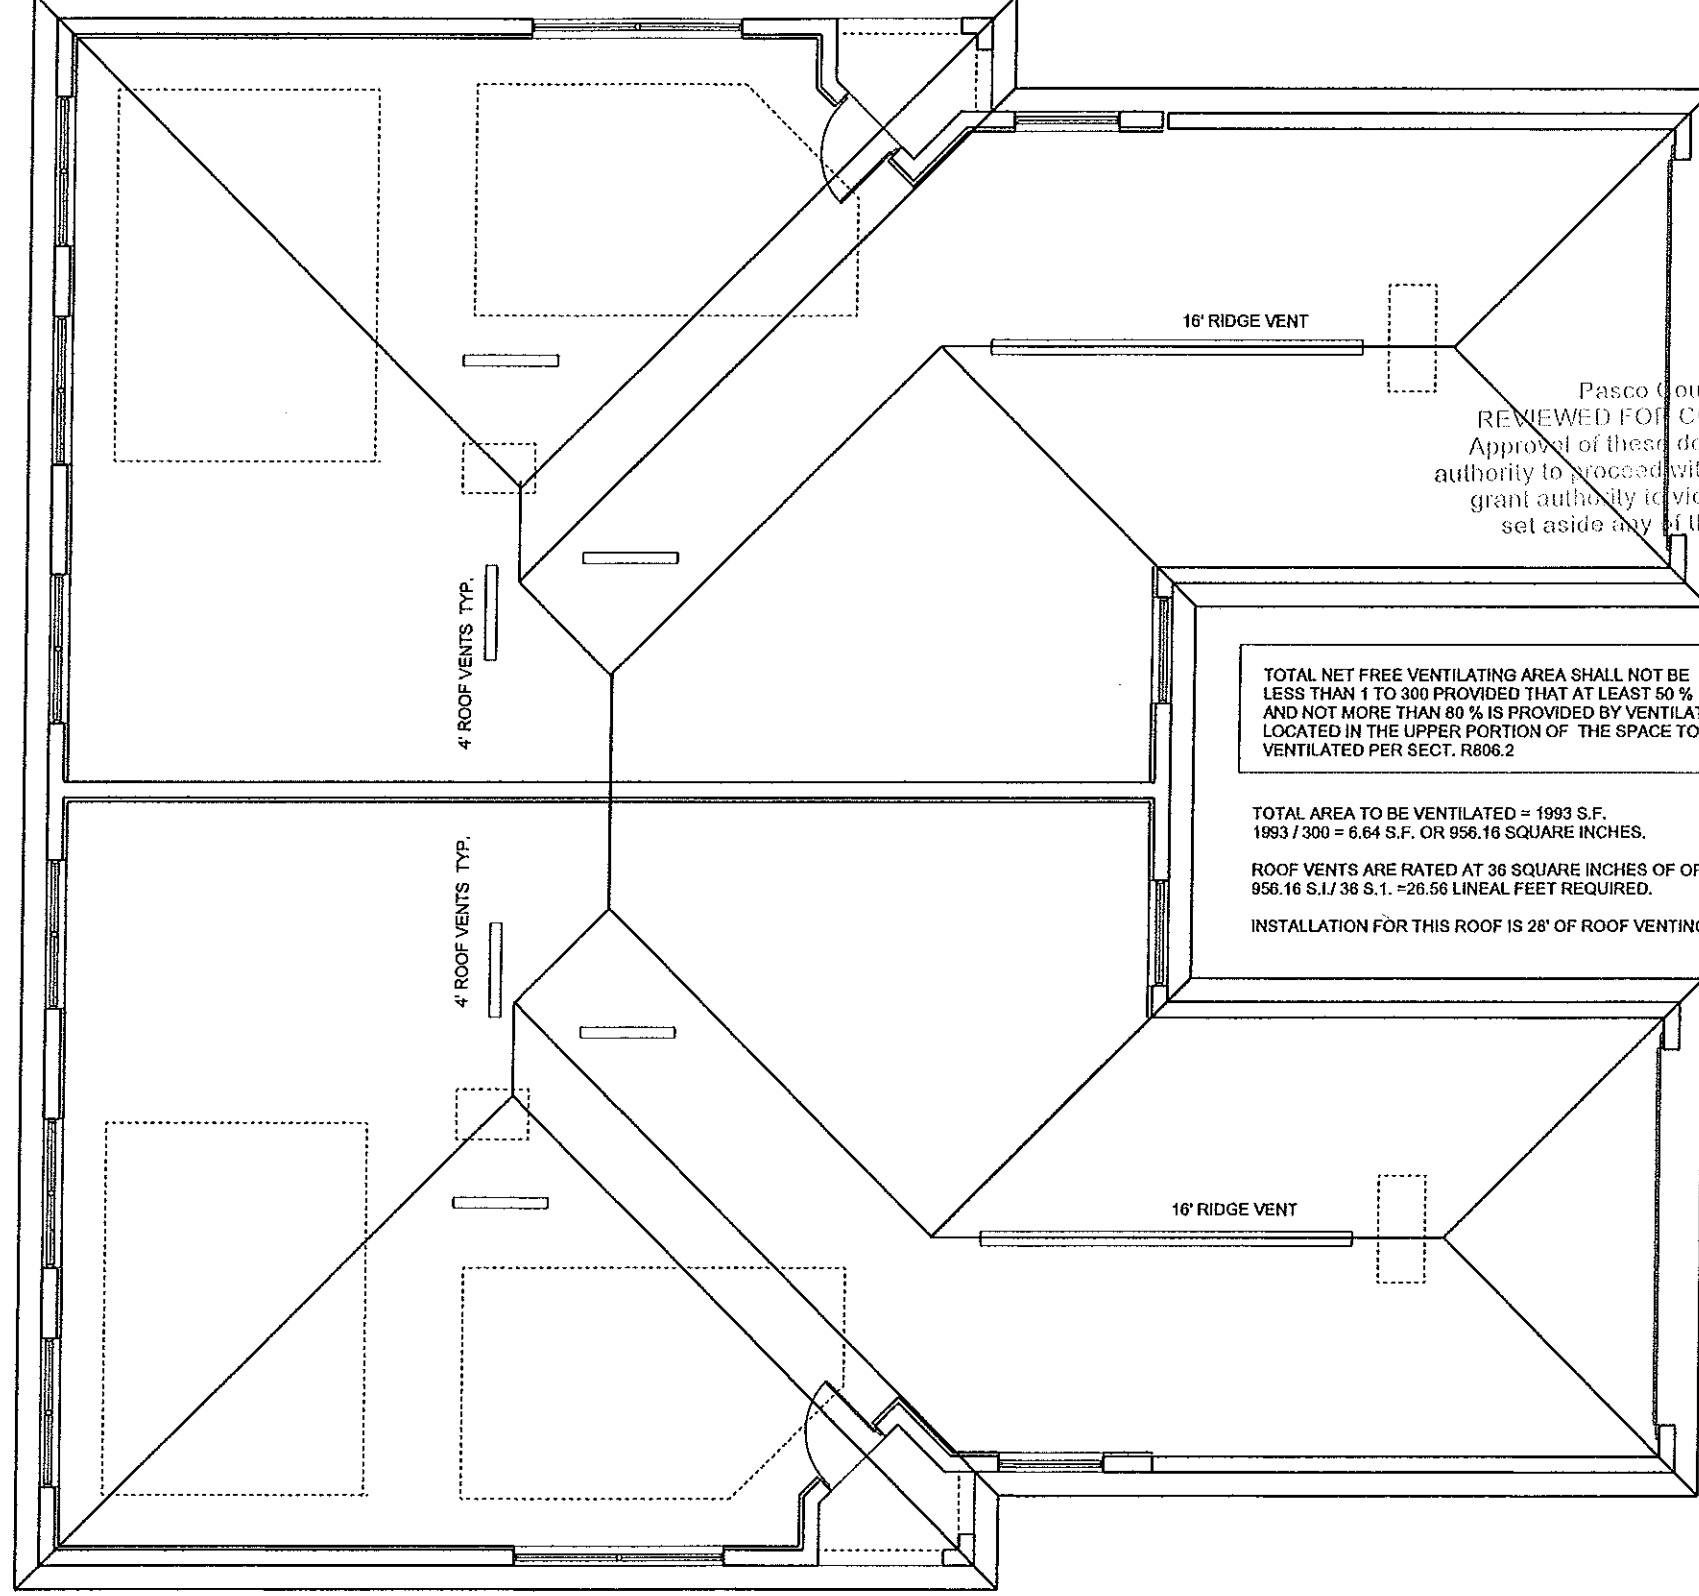 16' RIDGE VENT
Pasco
REVIEWED FOR
Approval of these
authority to proceed
grant authority to
set aside any of
4' ROOF VENTS TYP.
TOTAL NET FREE VENTILATING AREA SHALL NOT BE
LESS THAN 1 TO 300 PROVIDED THAT AT LEAST 50 %
AND NOT MORE THAN 80 % IS PROVIDED BY
LOCATED IN THE UPPER PORTION OF THE SPACE TO
VENTILATED PER SECT. R806.2
TOTAL AREA TO BE VENTILATED = 1993 S.F.
1993 / 300 = 6.64 S.F. OR 956.16 SQUARE INCHES.
ROOF VENTS ARE RATED AT 36 SQUARE INCHES OF
956.16 S.I./ 36 S.1. =26.56 LINEAL FEET REQUIRED.
INSTALLATION FOR THIS ROOF IS 28' OF ROOF VENTING
4' ROOF VENTS TYP.
16' RIDGE VENT